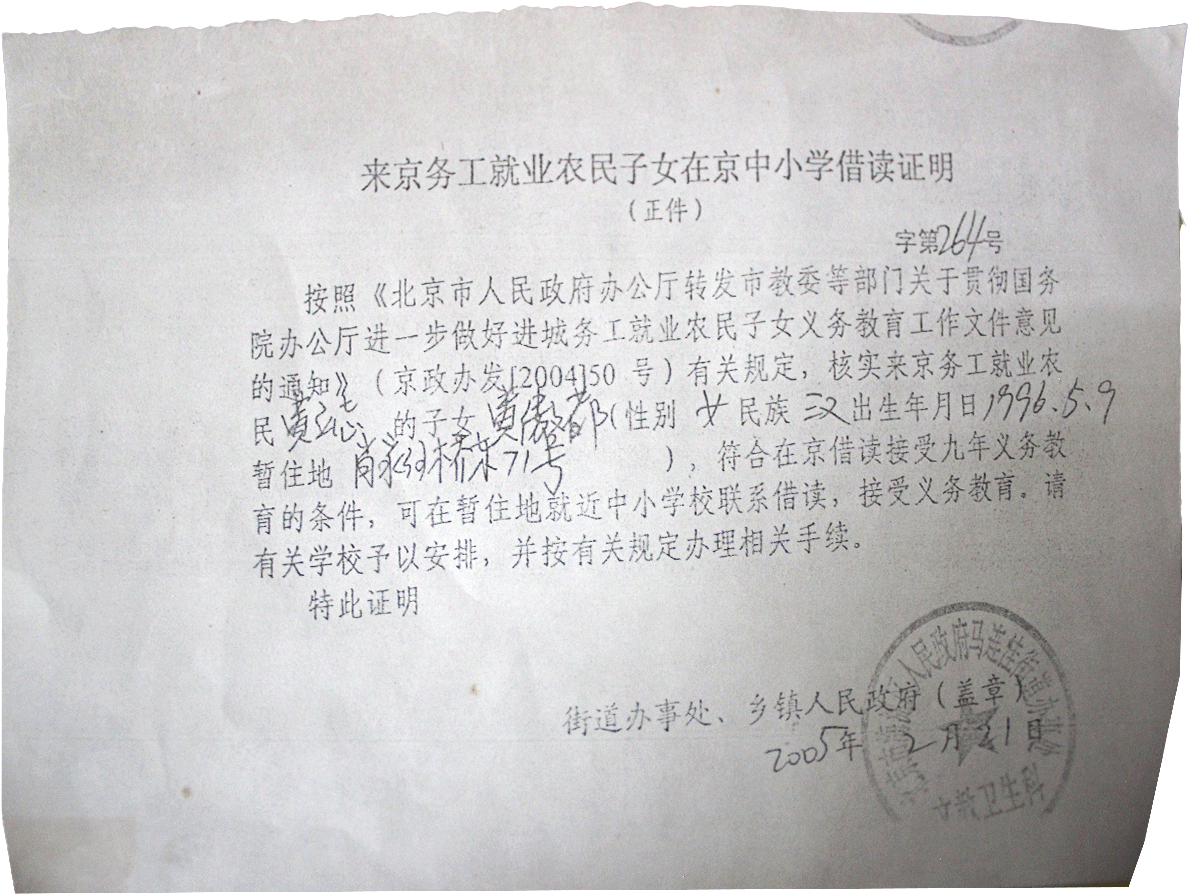 来京务工就业农民子女在京中小学借读证明
(正件)
字第264号
按照《北京市人民政府办公厅转发市教委等部门关于贯彻国务
院办公厅进一步做好进城务工就业农民子女义务教育工作文件意见
的通知》(京政办发[2004]50 号)有关规定，核实来京务工就业农
民 黄 的子女 黄傲都(性别 女 民族 汉 出生年月日1996.5.9
暂住地 肖家河桥东71号 )，符合在京借读接受九年义务教
育的条件，可在暂住地就近中小学校联系借读，接受义务教育。请
有关学校予以安排，并按有关规定办理相关手续。
特此证明
街道办事处、乡镇人民政府(盖章)
2005年 2月21日
人民政府马连洼街道办事处
文教卫生科